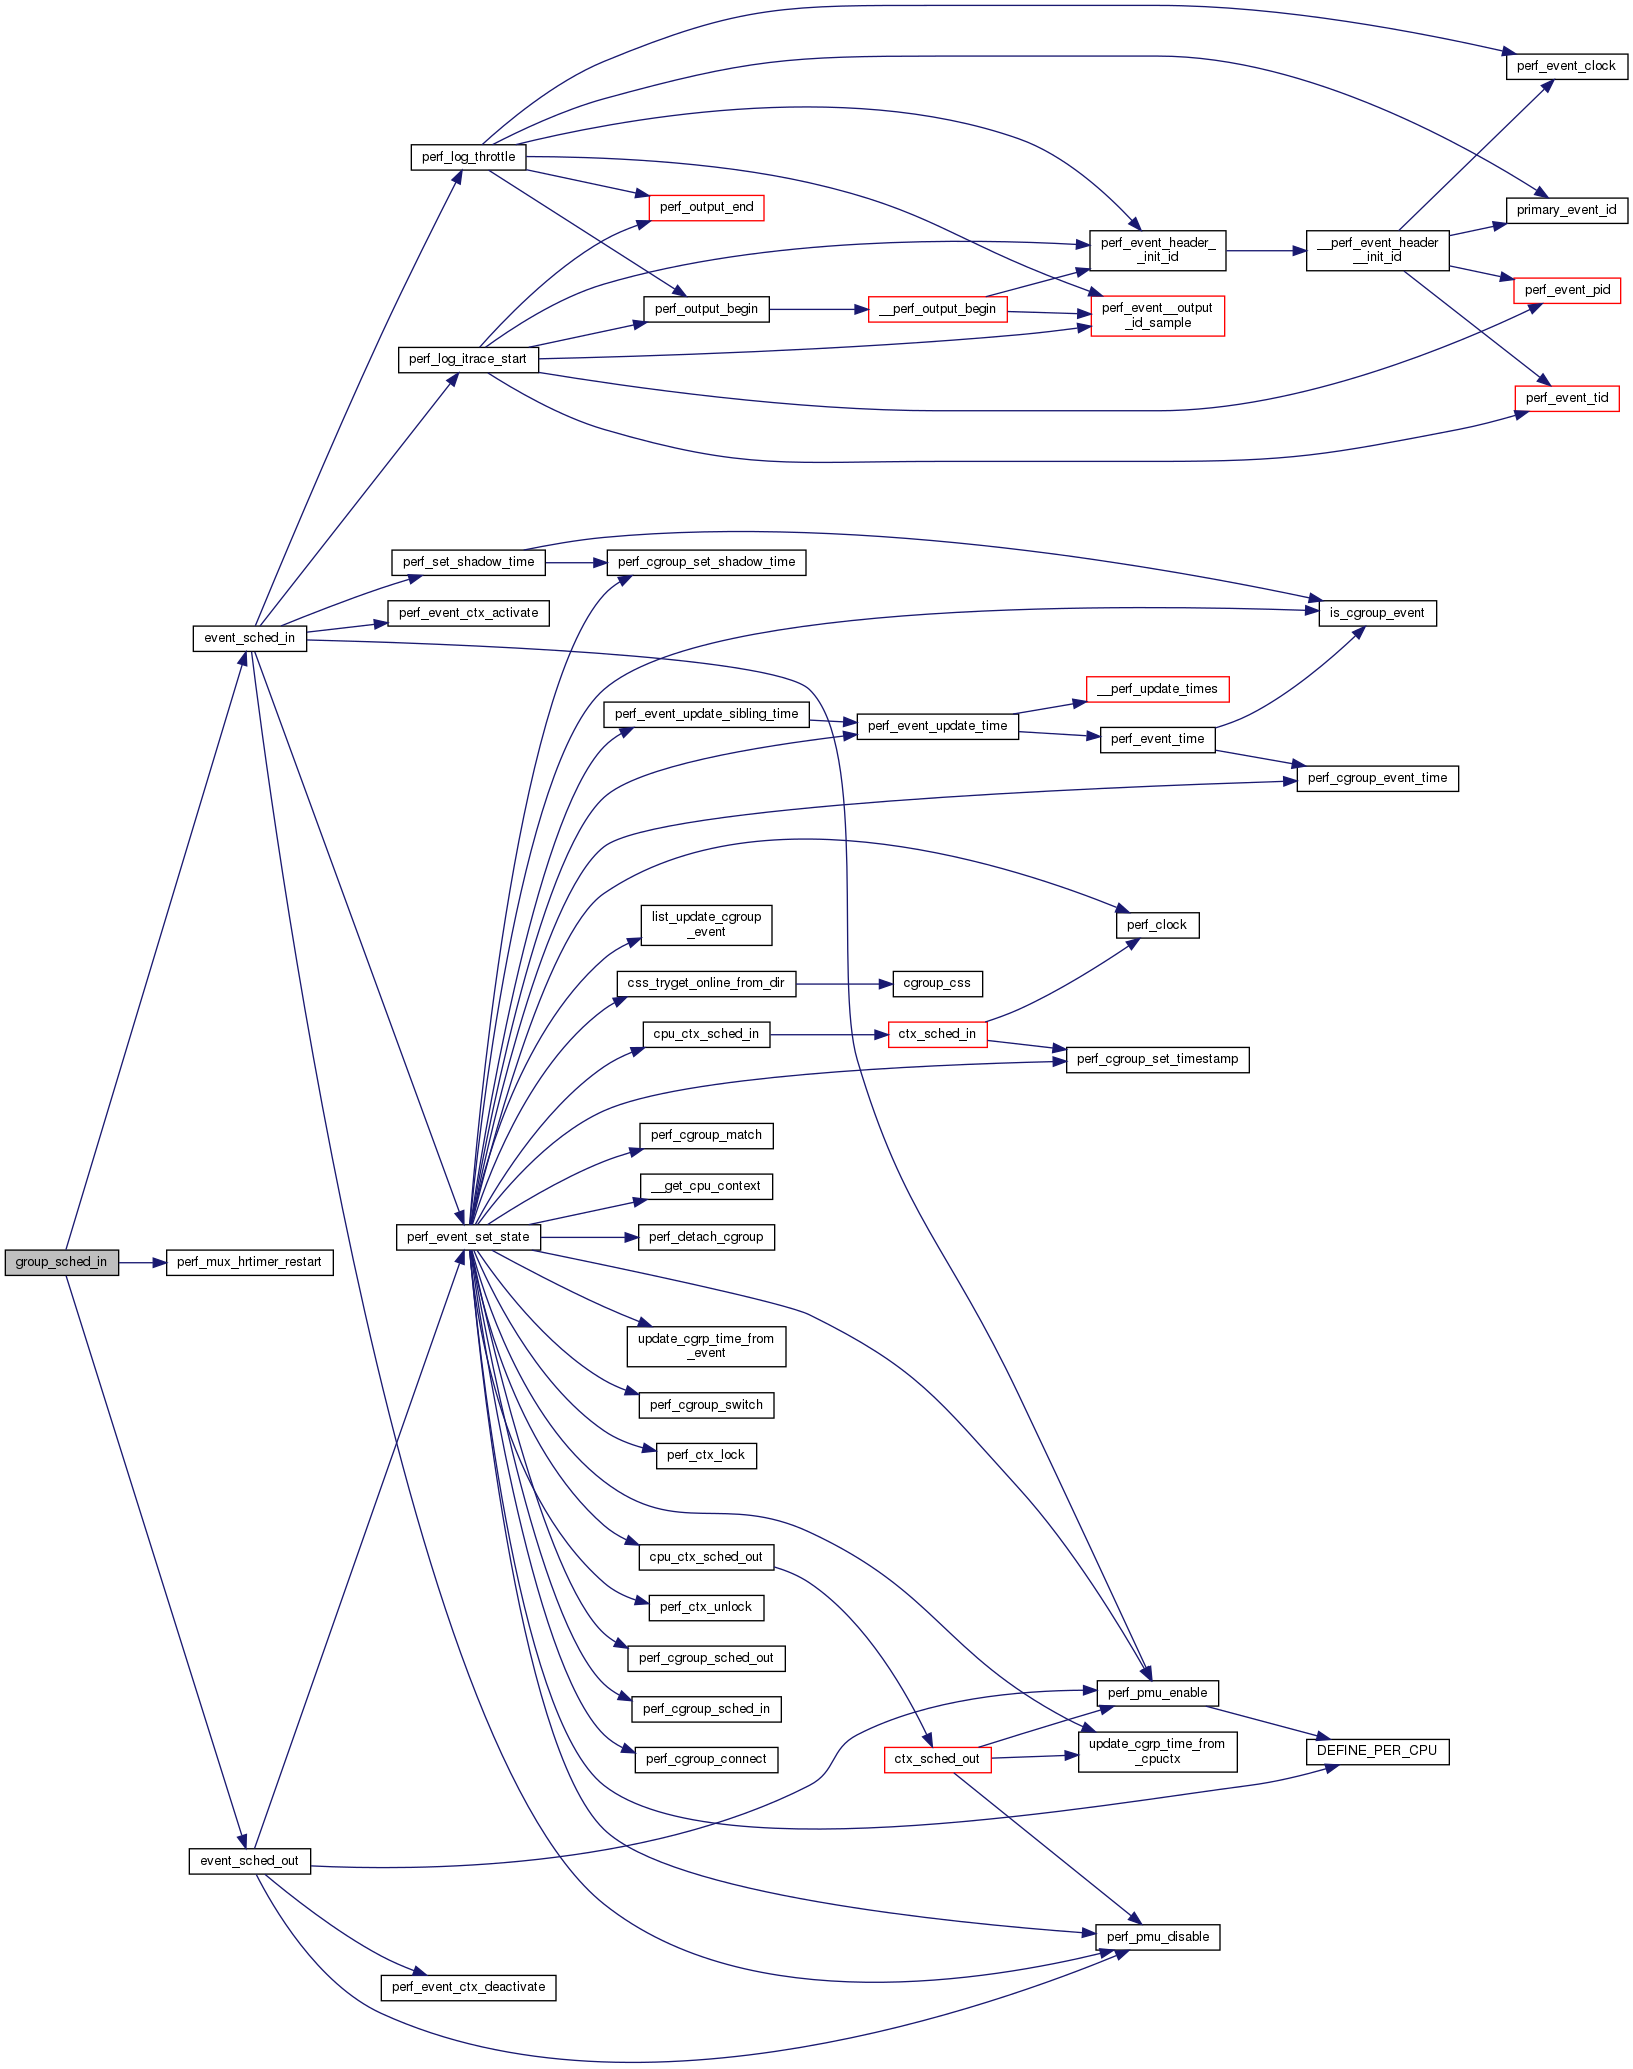 perf_event_clock
perf_log_throttle
perf_output_end
primary_event_id
perf_event_header_
_init_id
__perf_event_header
__init_id
perf_event_pid
perf_output_begin
__perf_output_begin
perf_event__output
_id_sample
perf_log_itrace_start
perf_event_tid
perf_set_shadow_time
perf_cgroup_set_shadow_time
perf_event_ctx_activate
is_cgroup_event
event_sched_in
__perf_update_times
perf_event_update_sibling_time
perf_event_update_time
perf_event_time
perf_cgroup_event_time
list_update_cgroup
_event
perf_clock
css_tryget_online_from_dir
cgroup_css
cpu_ctx_sched_in
ctx_sched_in
perf_cgroup_set_timestamp
perf_cgroup_match
__get_cpu_context
perf_event_set_state
perf_detach_cgroup
group_sched_in
perf_mux_hrtimer_restart
update_cgrp_time_from
_event
perf_cgroup_switch
perf_ctx_lock
cpu_ctx_sched_out
perf_ctx_unlock
perf_cgroup_sched_out
perf_pmu_enable
perf_cgroup_sched_in
update_cgrp_time_from
_cpuctx
DEFINE_PER_CPU
perf_cgroup_connect
ctx_sched_out
event_sched_out
perf_pmu_disable
perf_event_ctx_deactivate